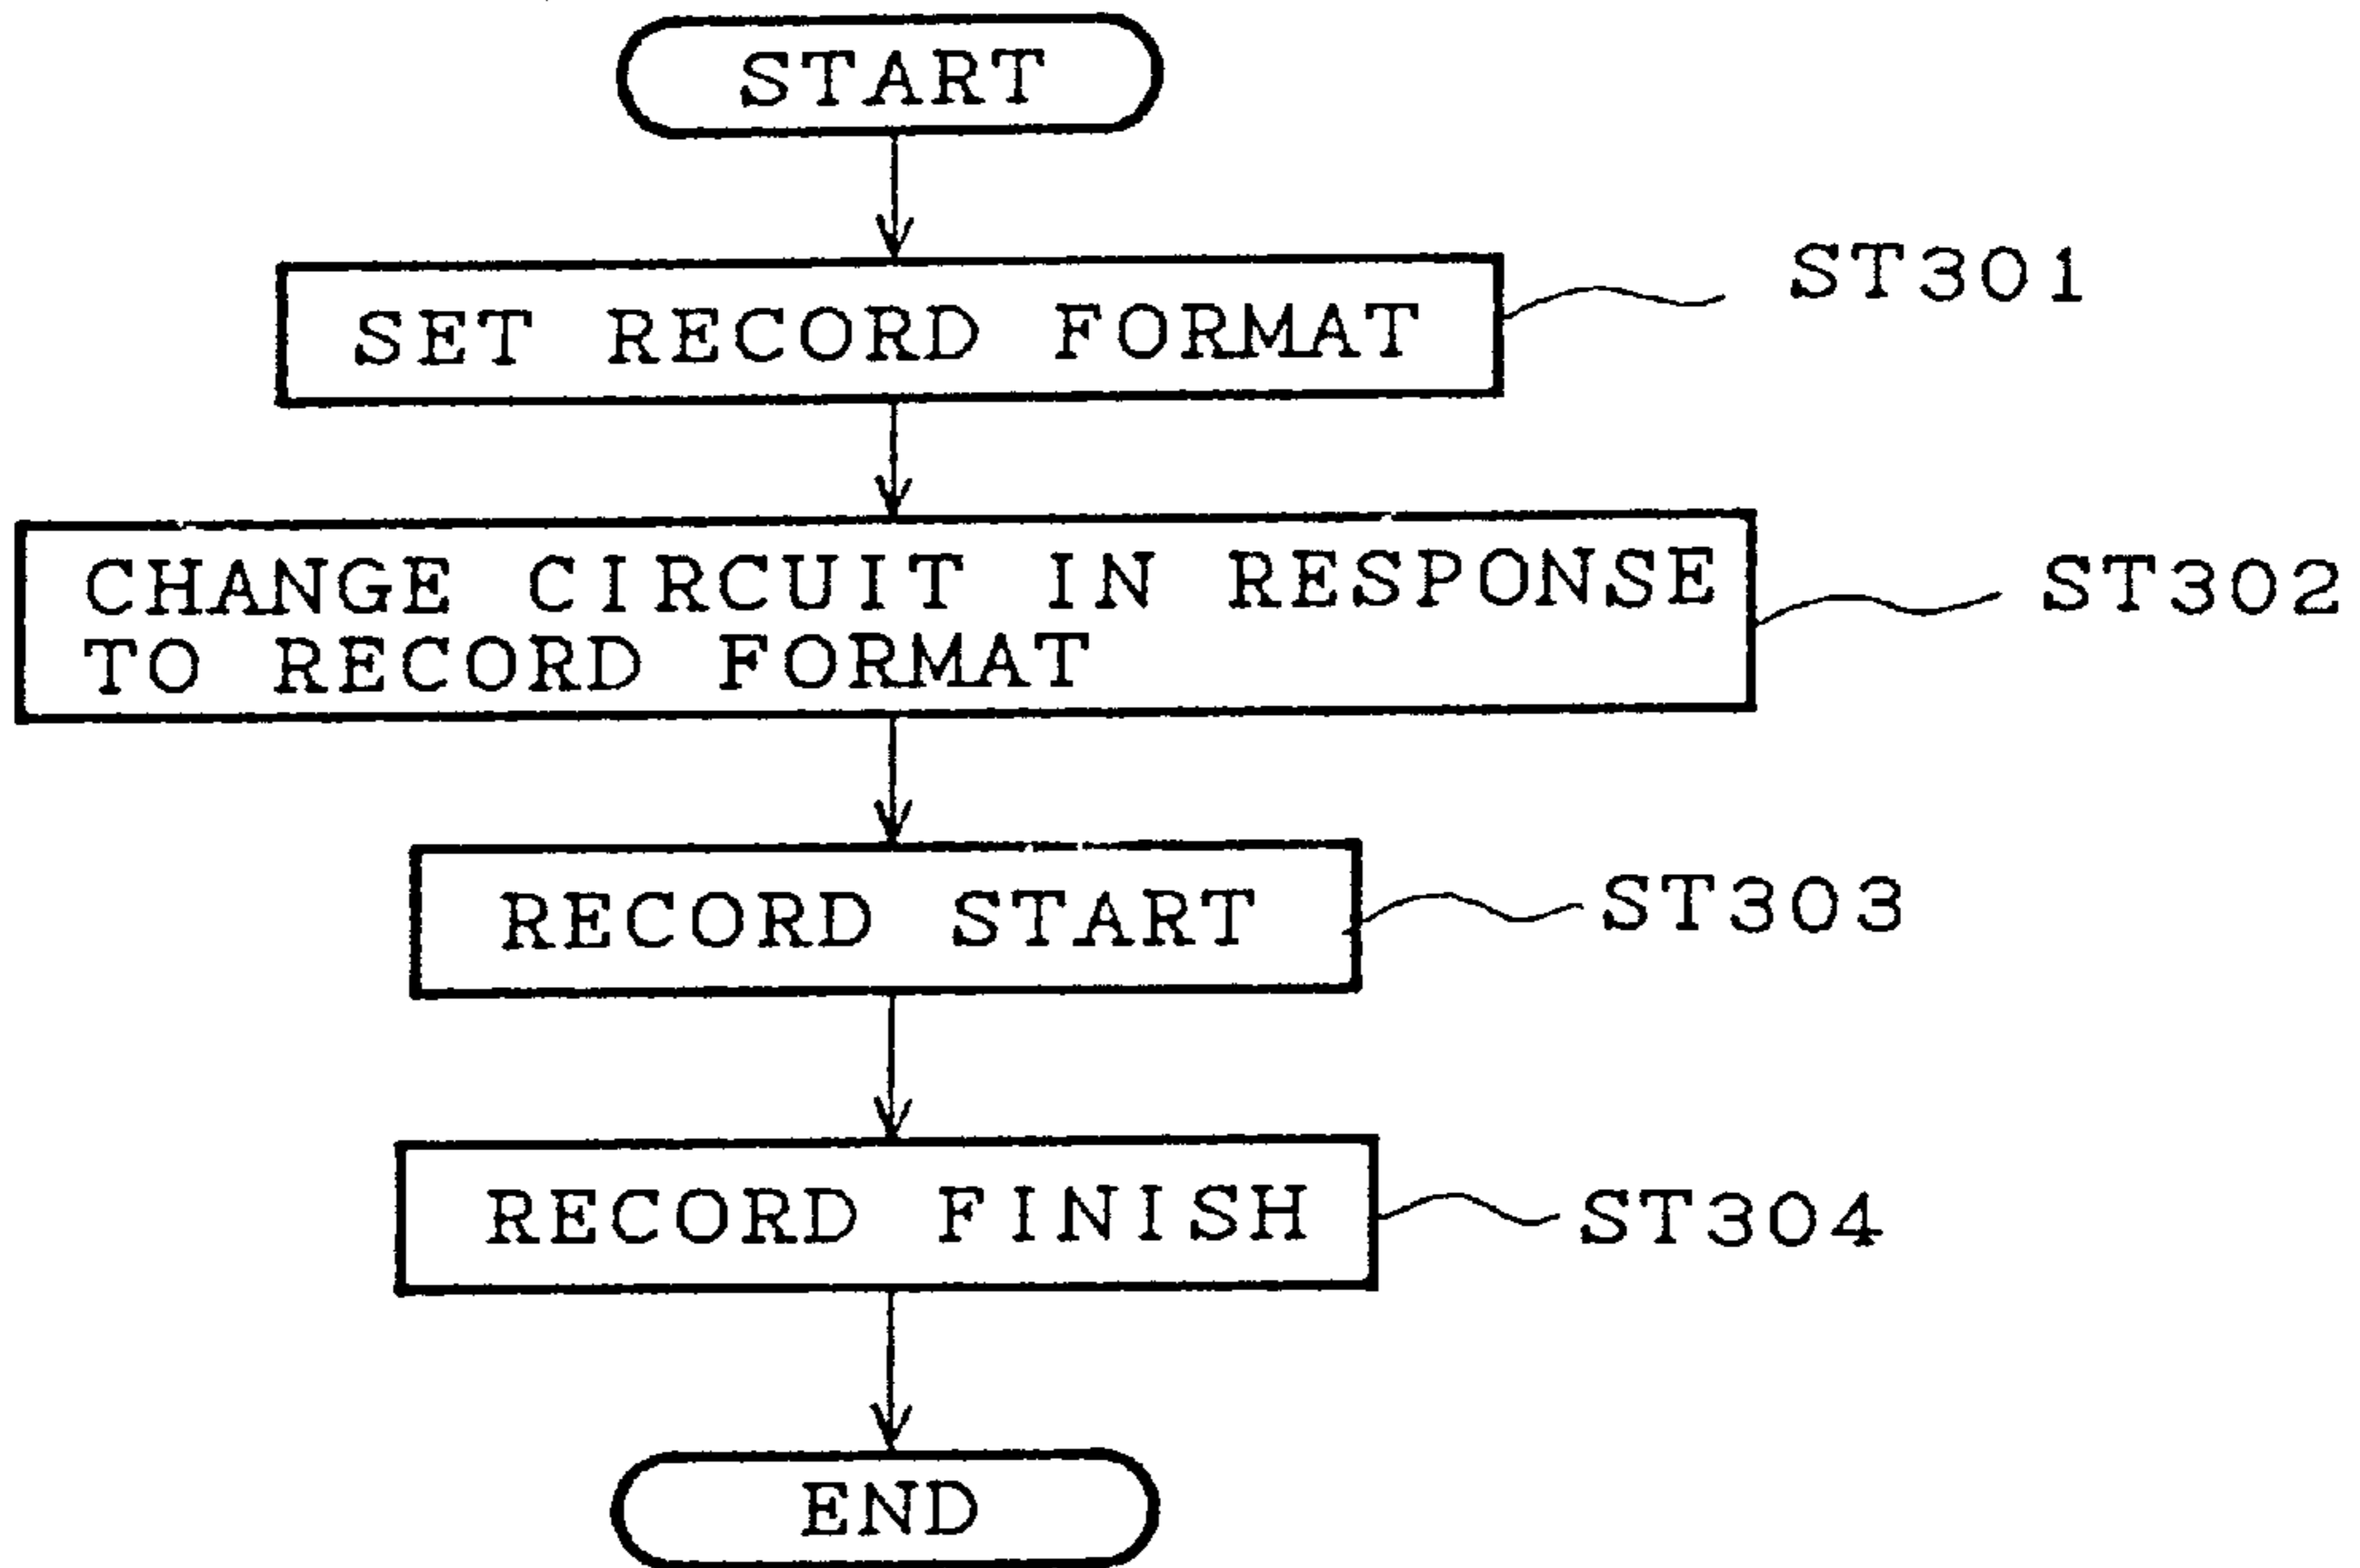 START
SET RECORD FORMAT
ST301
CHANGE CIRCUIT IN RESPONSE
TO RECORD FORMAT
ST302
RECORD START
ST303
RECORD FINISH
ST304
END